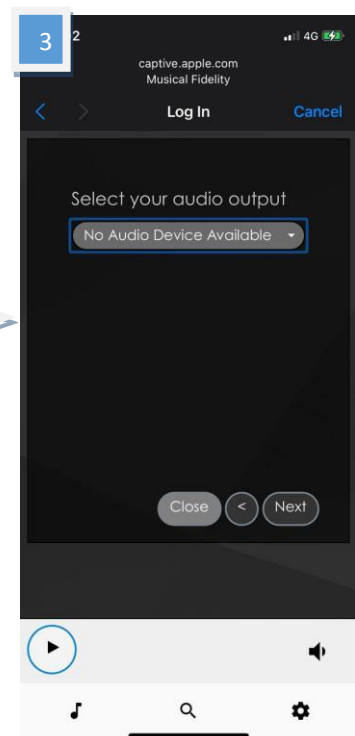 3
2
4G
captive.apple.com
Musical Fidelity
< > Log In Cancel
Select your audio output
No Audio Device Available
Close < Next